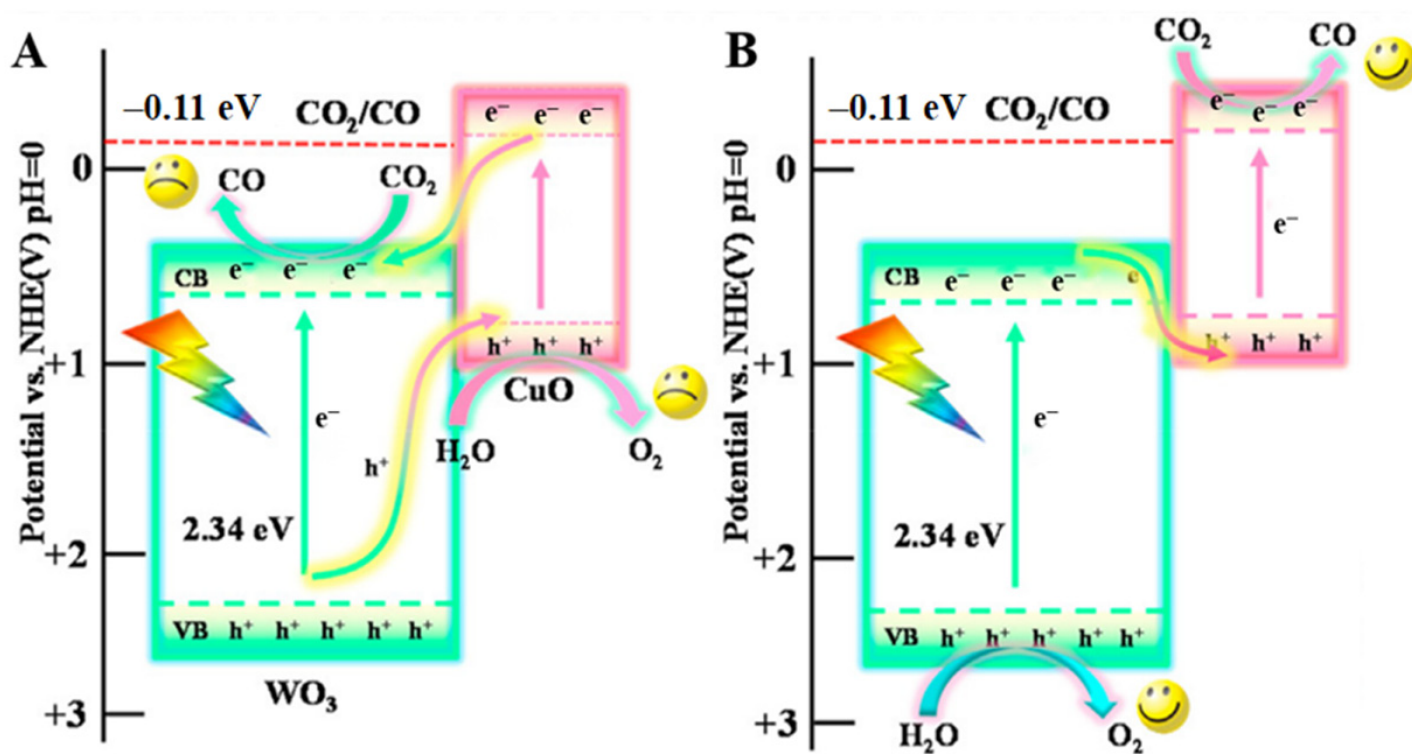 A
Potential vs. NHE(V) pH=0
–0.11 eV
CO₂/CO
0
+1
+2
+3
CO
CO₂
e⁻ e⁻ e⁻
CB e⁻ e⁻ e⁻
h⁺ h⁺ h⁺
CuO
e⁻
h⁺
H₂O
O₂
2.34 eV
VB h⁺ h⁺ h⁺ h⁺ h⁺
WO₃
B
Potential vs. NHE(V) pH=0
CO₂
CO
–0.11 eV
CO₂/CO
0
+1
+2
+3
e⁻ e⁻ e⁻
e⁻
CB e⁻ e⁻ e⁻ e
h⁺ h⁺ h⁺
e⁻
2.34 eV
VB h⁺ h⁺ h⁺ h⁺ h⁺
H₂O
O₂